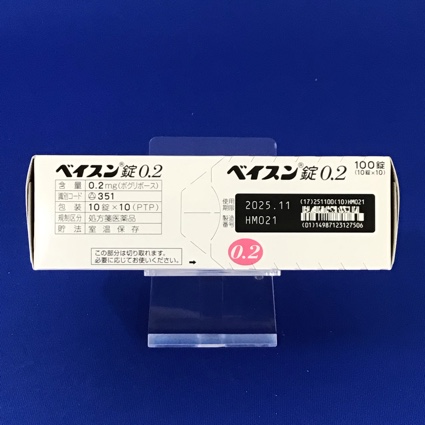 ベイスン®錠0.2
含量 0.2mg(ボグリボース)
識別コード 351
包装 10錠×10(PTP)
規制区分 処方箋医薬品
貯法 室温保存
この部分は切り取れます。
必要に応じてお使いください。 →
ベイスン®錠0.2
100錠
(10錠×10)
使用期限 2025.11
製造番号 HM021
(17)251100(10)HM021
(01)14987123127506
0.2